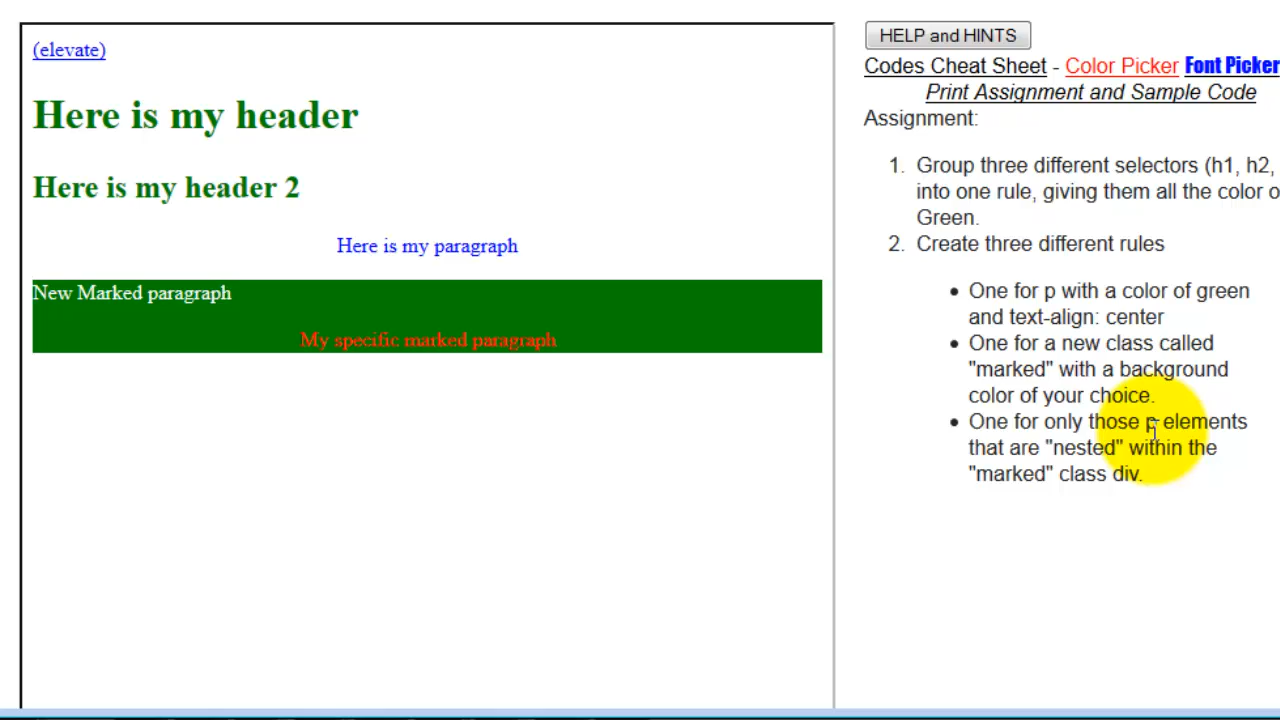 (elevate)
Here is my header
Here is my header 2
Here is my paragraph
New Marked paragraph
My specific marked paragraph
HELP and HINTS
Codes Cheat Sheet - Color Picker Font Picker
Print Assignment and Sample Code
Assignment:
1. Group three different selectors (h1, h2,
into one rule, giving them all the color o
Green.
2. Create three different rules
• One for p with a color of green
and text-align: center
• One for a new class called
"marked" with a background
color of your choice.
• One for only those p elements
that are "nested" within the
"marked" class div.